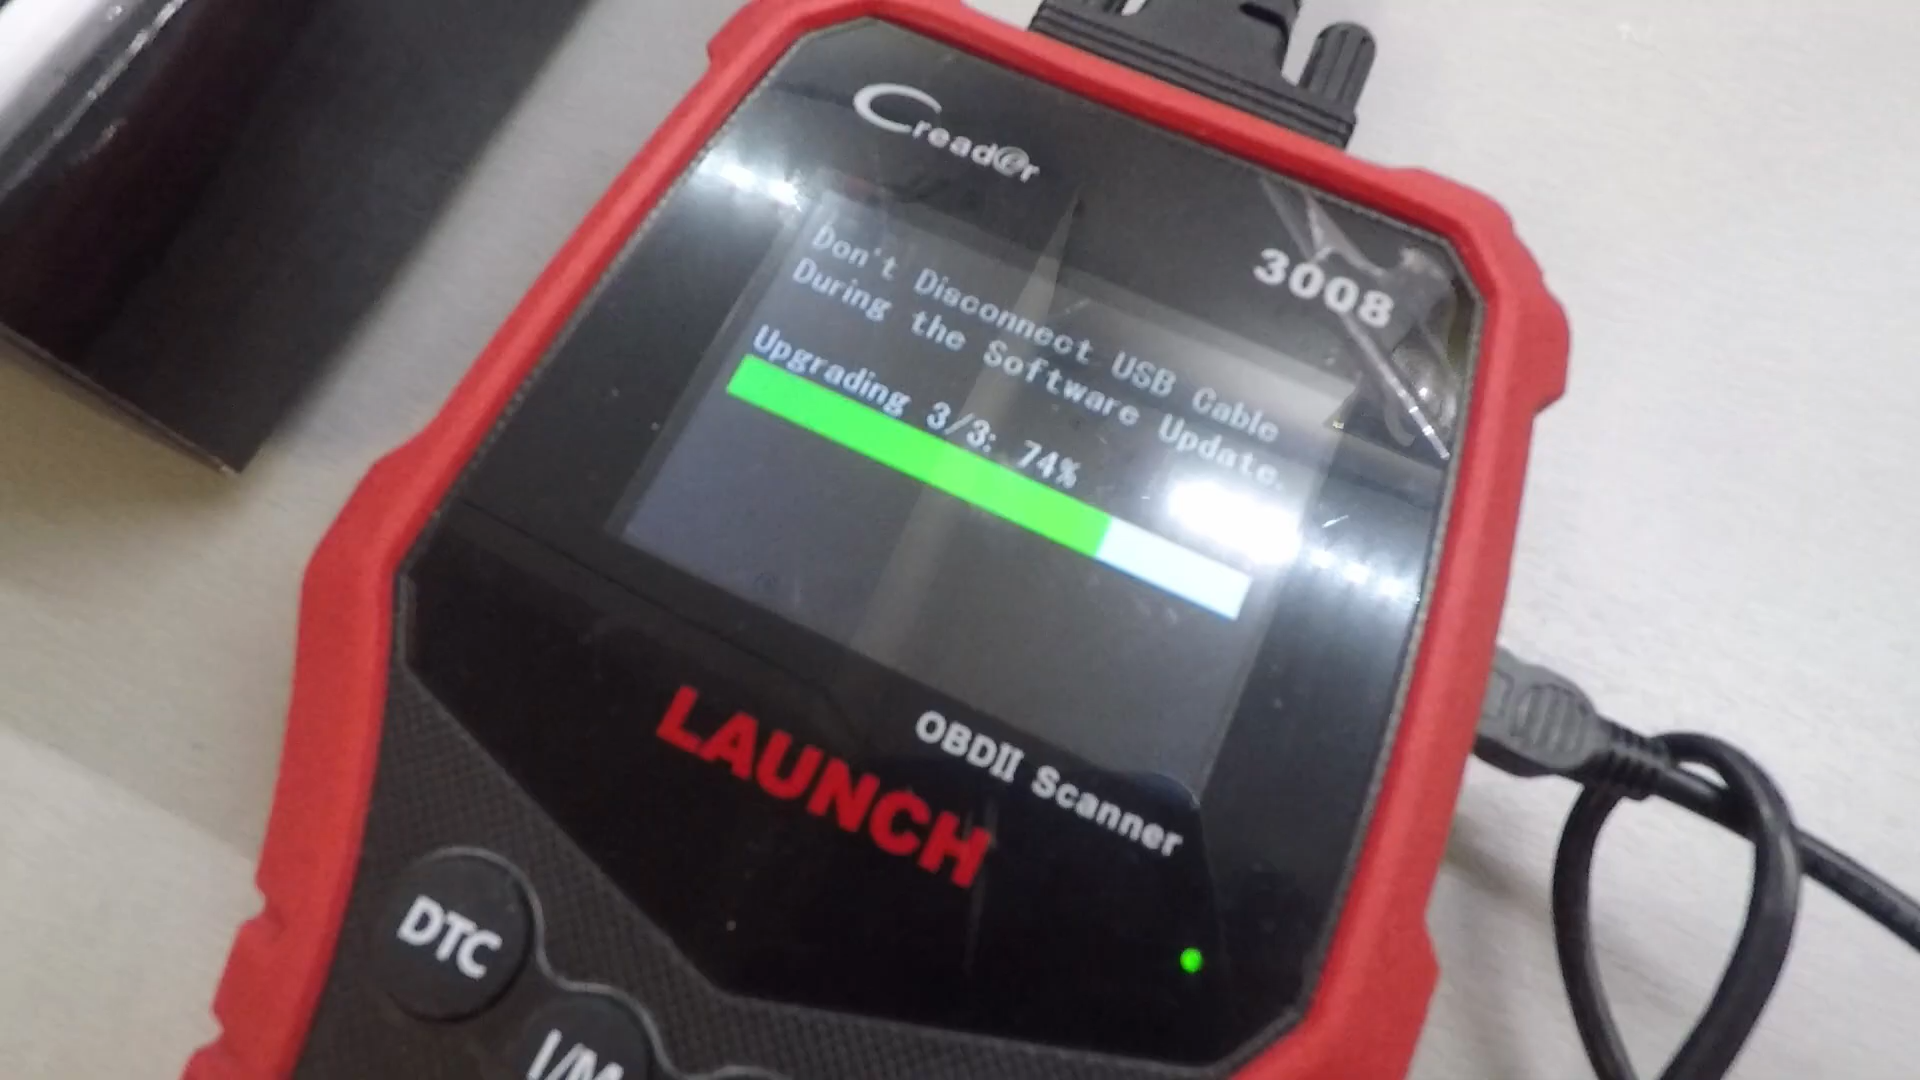 Creader
3008
Don't Disconnect USB Cable
During the Software Update.
Upgrading 3/3: 74%
OBDII Scanner
LAUNCH
DTC
I/M